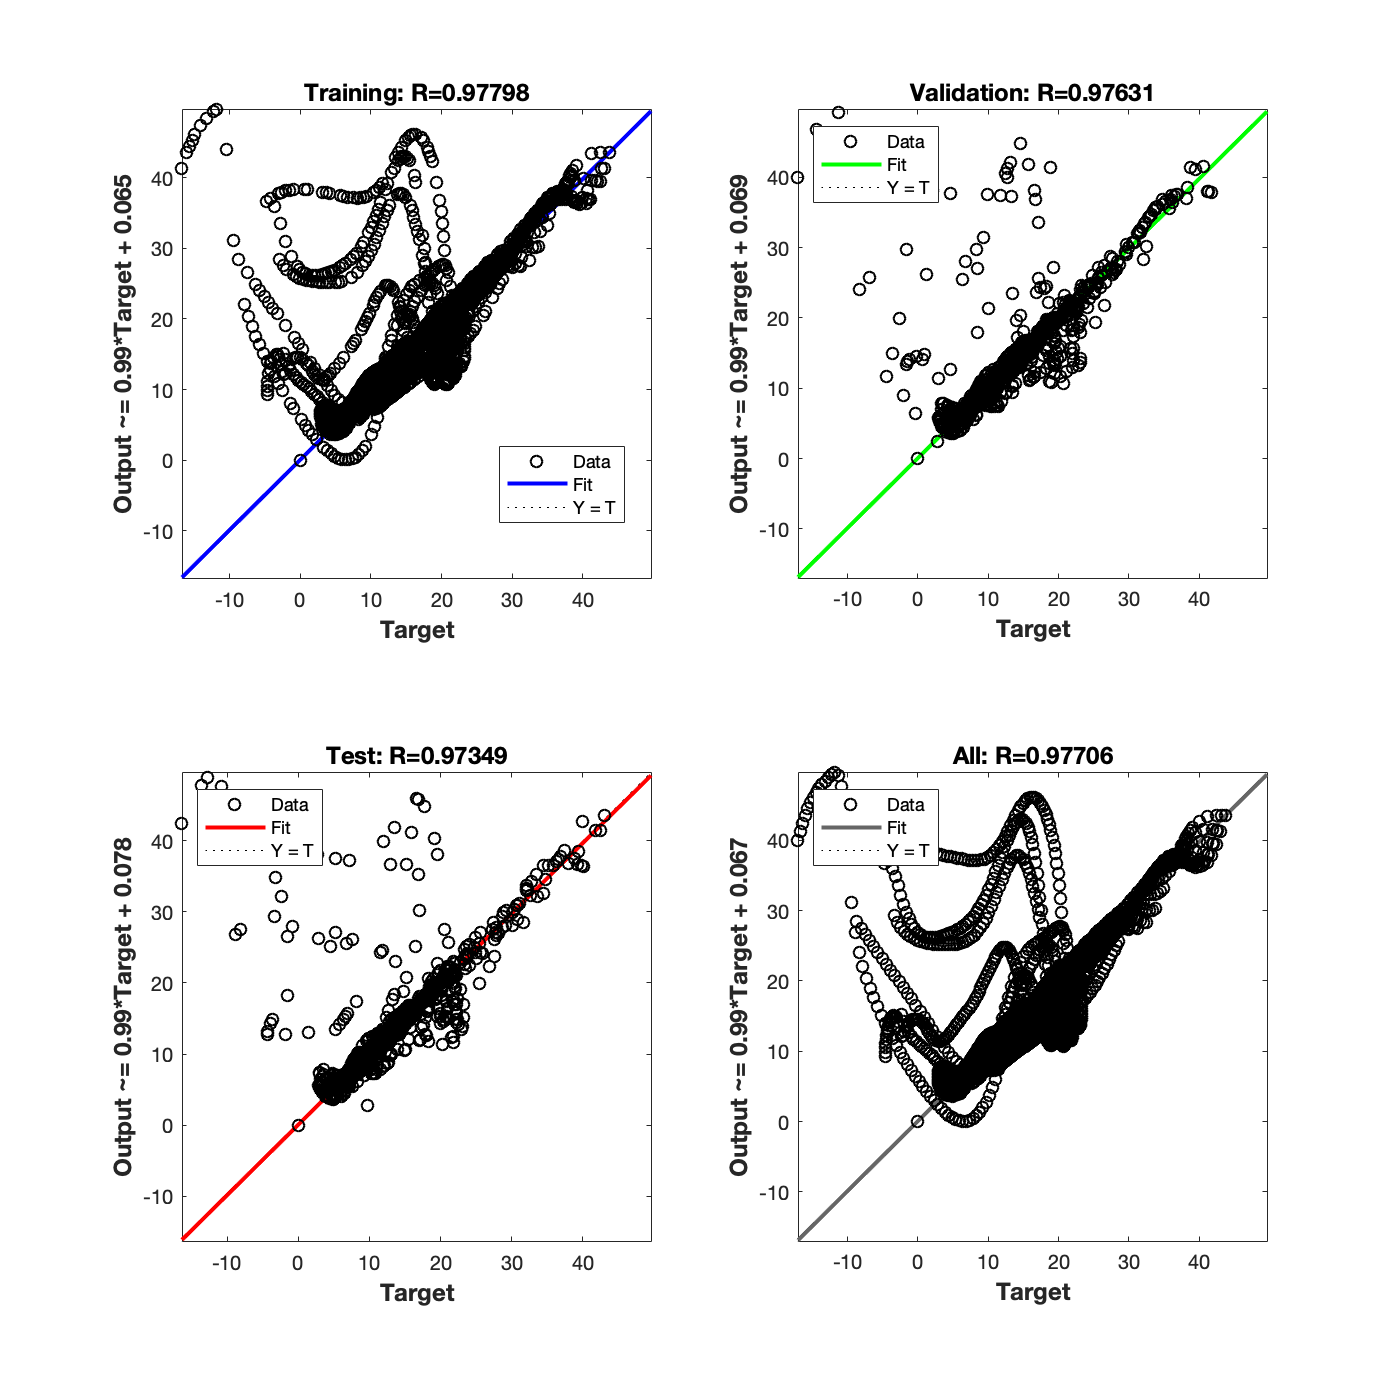 Training: R=0.97798
Output ~= 0.99*Target + 0.065
40
30
20
10
0
-10
-10 0 10 20 30 40
Target
Data
Fit
Y = T
Validation: R=0.97631
Output ~= 0.99*Target + 0.069
40
30
20
10
0
-10
-10 0 10 20 30 40
Target
Data
Fit
Y = T
Test: R=0.97349
Output ~= 0.99*Target + 0.078
40
30
20
10
0
-10
-10 0 10 20 30 40
Target
Data
Fit
Y = T
All: R=0.97706
Output ~= 0.99*Target + 0.067
40
30
20
10
0
-10
-10 0 10 20 30 40
Target
Data
Fit
Y = T